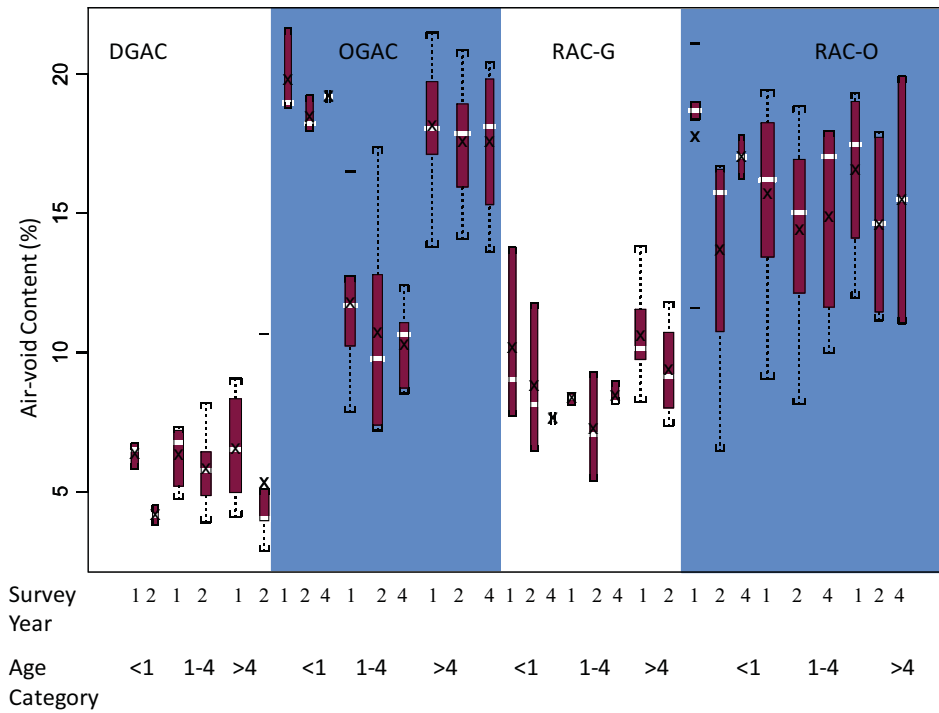 DGAC OGAC RAC-G RAC-O
Air-void Content (%)
20
15
10
5
Survey Year 1 2 1 2 1 2 1 2 4 1 2 4 1 2 4 1 2 4 1 2 4 1 2 1 2 4 1 2 4 1 2 4
Age Category <1 1-4 >4 <1 1-4 >4 <1 1-4 >4 <1 1-4 >4